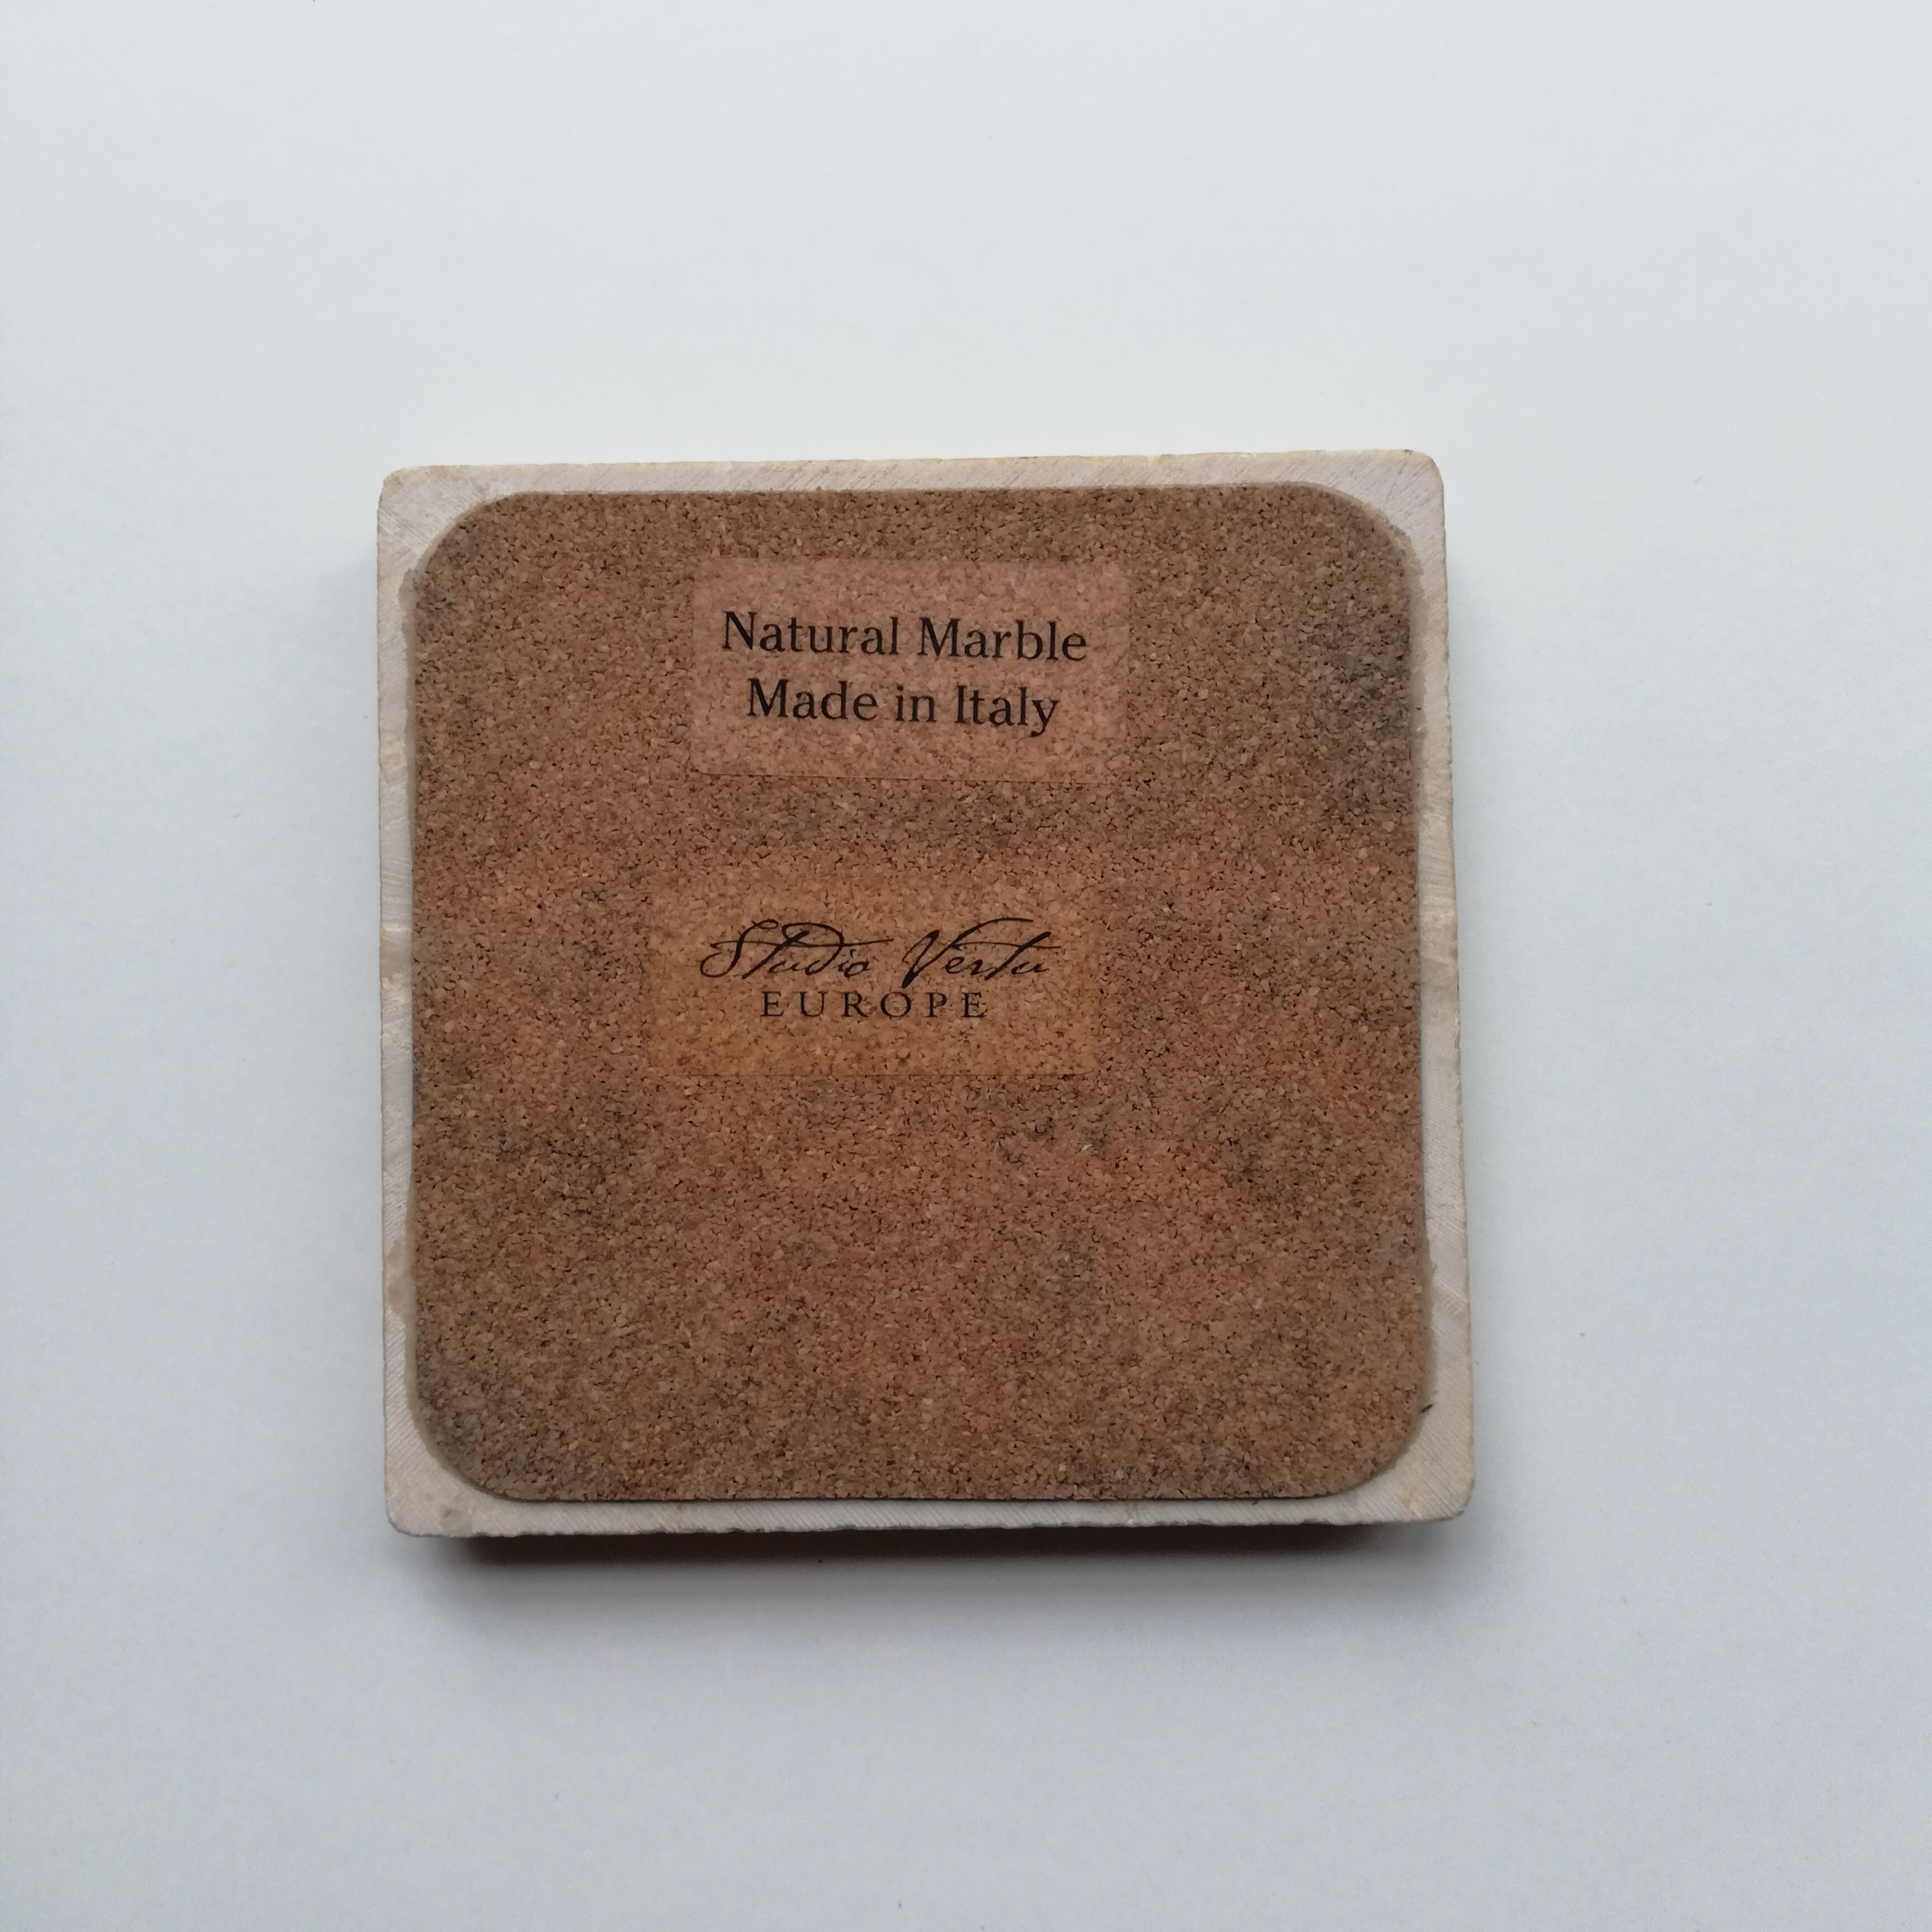 Natural Marble
Made in Italy
Studio Vertu
EUROPE